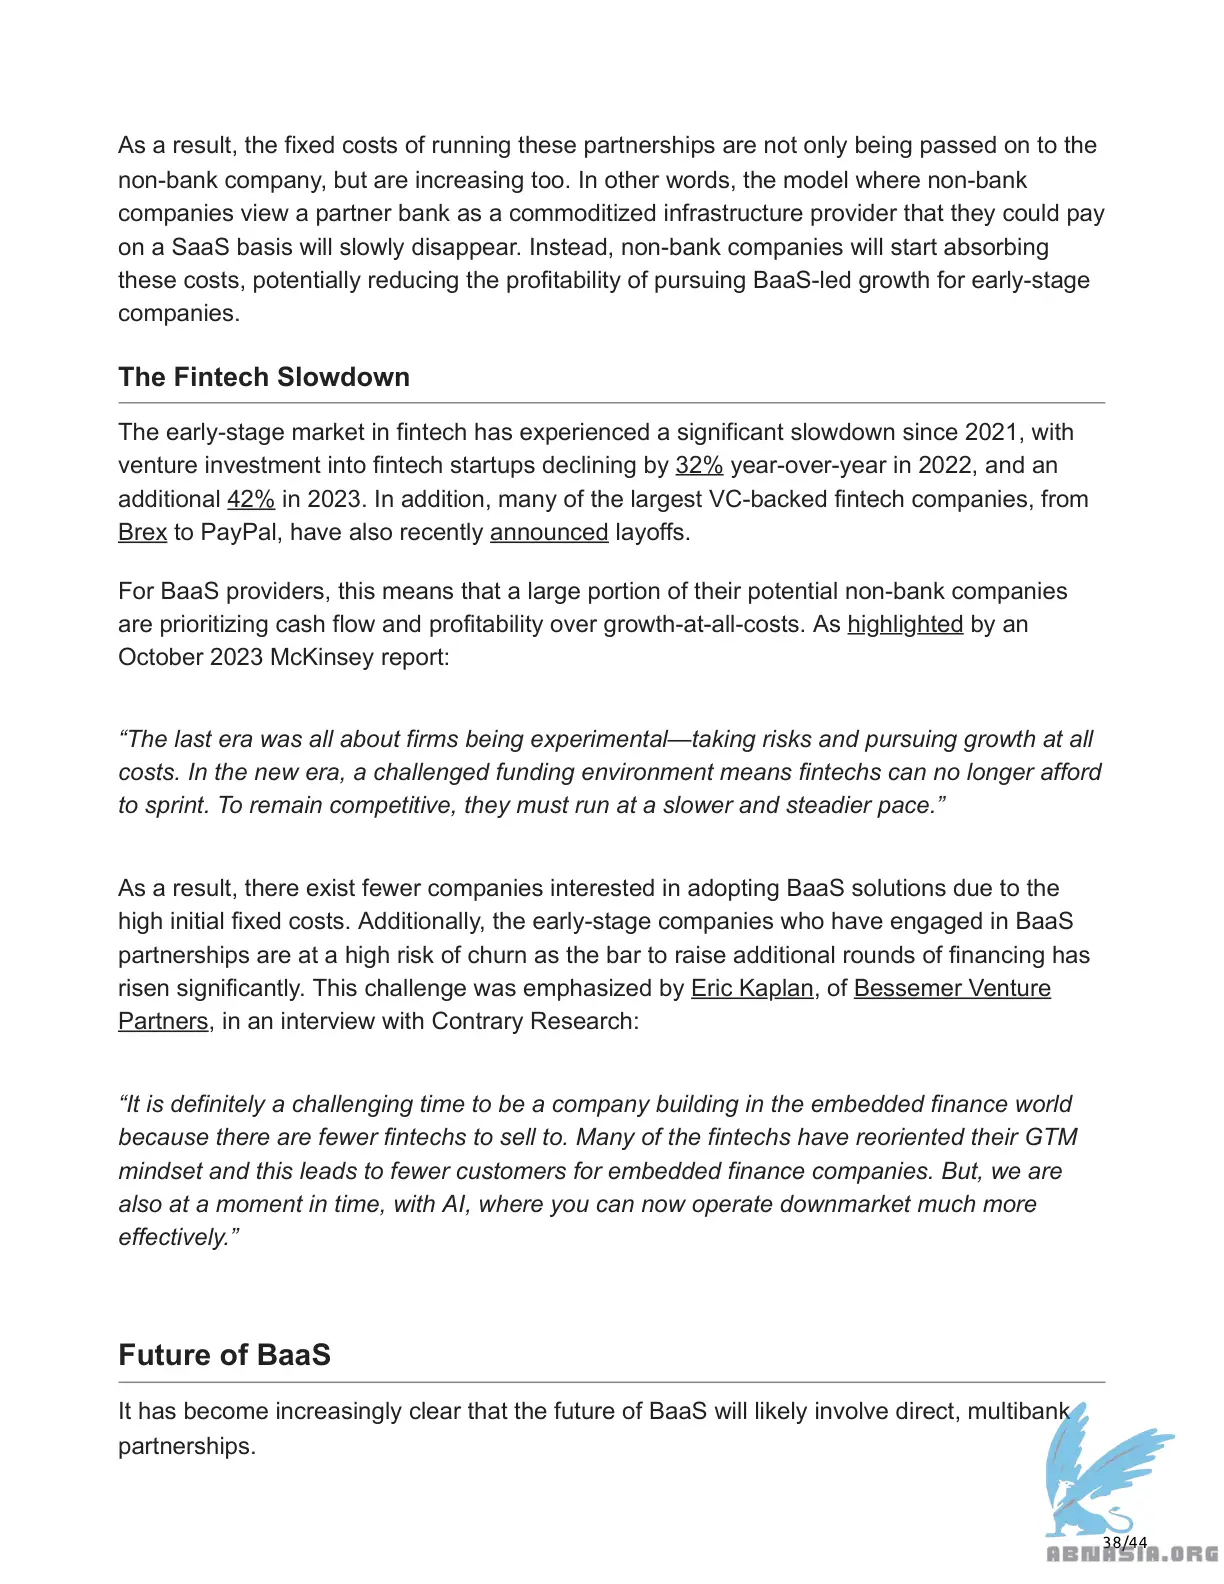 As a result, the fixed costs of running these partnerships are not only being passed on to the
non-bank company, but are increasing too. In other words, the model where non-bank
companies view a partner bank as a commoditized infrastructure provider that they could pay
on a SaaS basis will slowly disappear. Instead, non-bank companies will start absorbing
these costs, potentially reducing the profitability of pursuing BaaS-led growth for early-stage
companies.
The Fintech Slowdown
The early-stage market in fintech has experienced a significant slowdown since 2021, with
venture investment into fintech startups declining by 32% year-over-year in 2022, and an
additional 42% in 2023. In addition, many of the largest VC-backed fintech companies, from
Brex to PayPal, have also recently announced layoffs.
For BaaS providers, this means that a large portion of their potential non-bank companies
are prioritizing cash flow and profitability over growth-at-all-costs. As highlighted by an
October 2023 McKinsey report:
“The last era was all about firms being experimental—taking risks and pursuing growth at all
costs. In the new era, a challenged funding environment means fintechs can no longer afford
to sprint. To remain competitive, they must run at a slower and steadier pace.”
As a result, there exist fewer companies interested in adopting BaaS solutions due to the
high initial fixed costs. Additionally, the early-stage companies who have engaged in BaaS
partnerships are at a high risk of churn as the bar to raise additional rounds of financing has
risen significantly. This challenge was emphasized by Eric Kaplan, of Bessemer Venture
Partners, in an interview with Contrary Research:
“It is definitely a challenging time to be a company building in the embedded finance world
because there are fewer fintechs to sell to. Many of the fintechs have reoriented their GTM
mindset and this leads to fewer customers for embedded finance companies. But, we are
also at a moment in time, with AI, where you can now operate downmarket much more
effectively.”
Future of BaaS
It has become increasingly clear that the future of BaaS will likely involve direct, multibank
partnerships.
38/44
ABNASIA.ORG